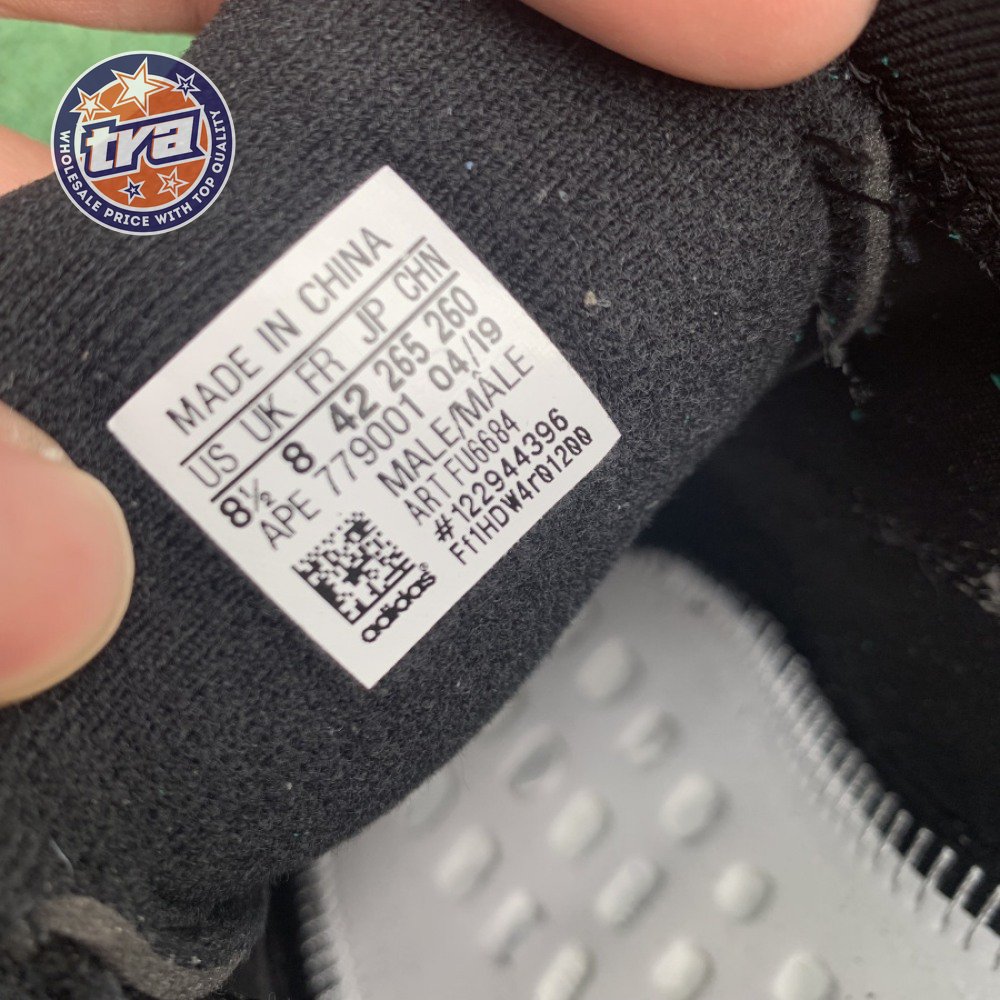 tra
WHOLESALE PRICE WITH TOP QUALITY
MADE IN CHINA
US UK FR JP CHN
8½ 8 42 265 260
APE 779001 04/19
MALE/MÂLE
ART FU6684
#122944396
Ff1HDW4r01200
adidas®